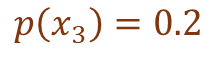 p(x₃) = 0.2